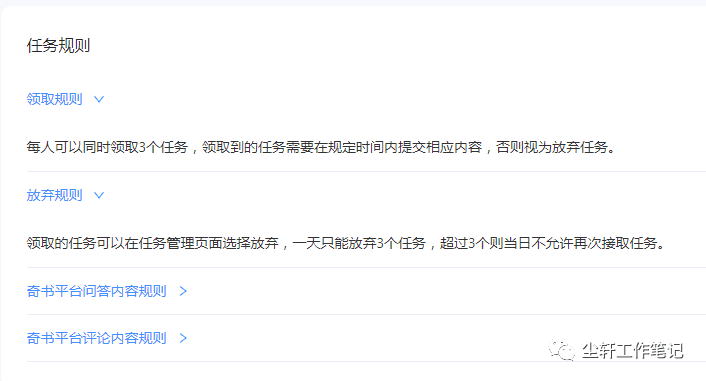 任务规则
领取规则
每人可以同时领取3个任务，领取到的任务需要在规定时间内提交相应内容，否则视为放弃任务。
放弃规则
领取的任务可以在任务管理页面选择放弃，一天只能放弃3个任务，超过3个则当日不允许再次接取任务。
奇书平台问答内容规则
奇书平台评论内容规则
尘轩工作笔记